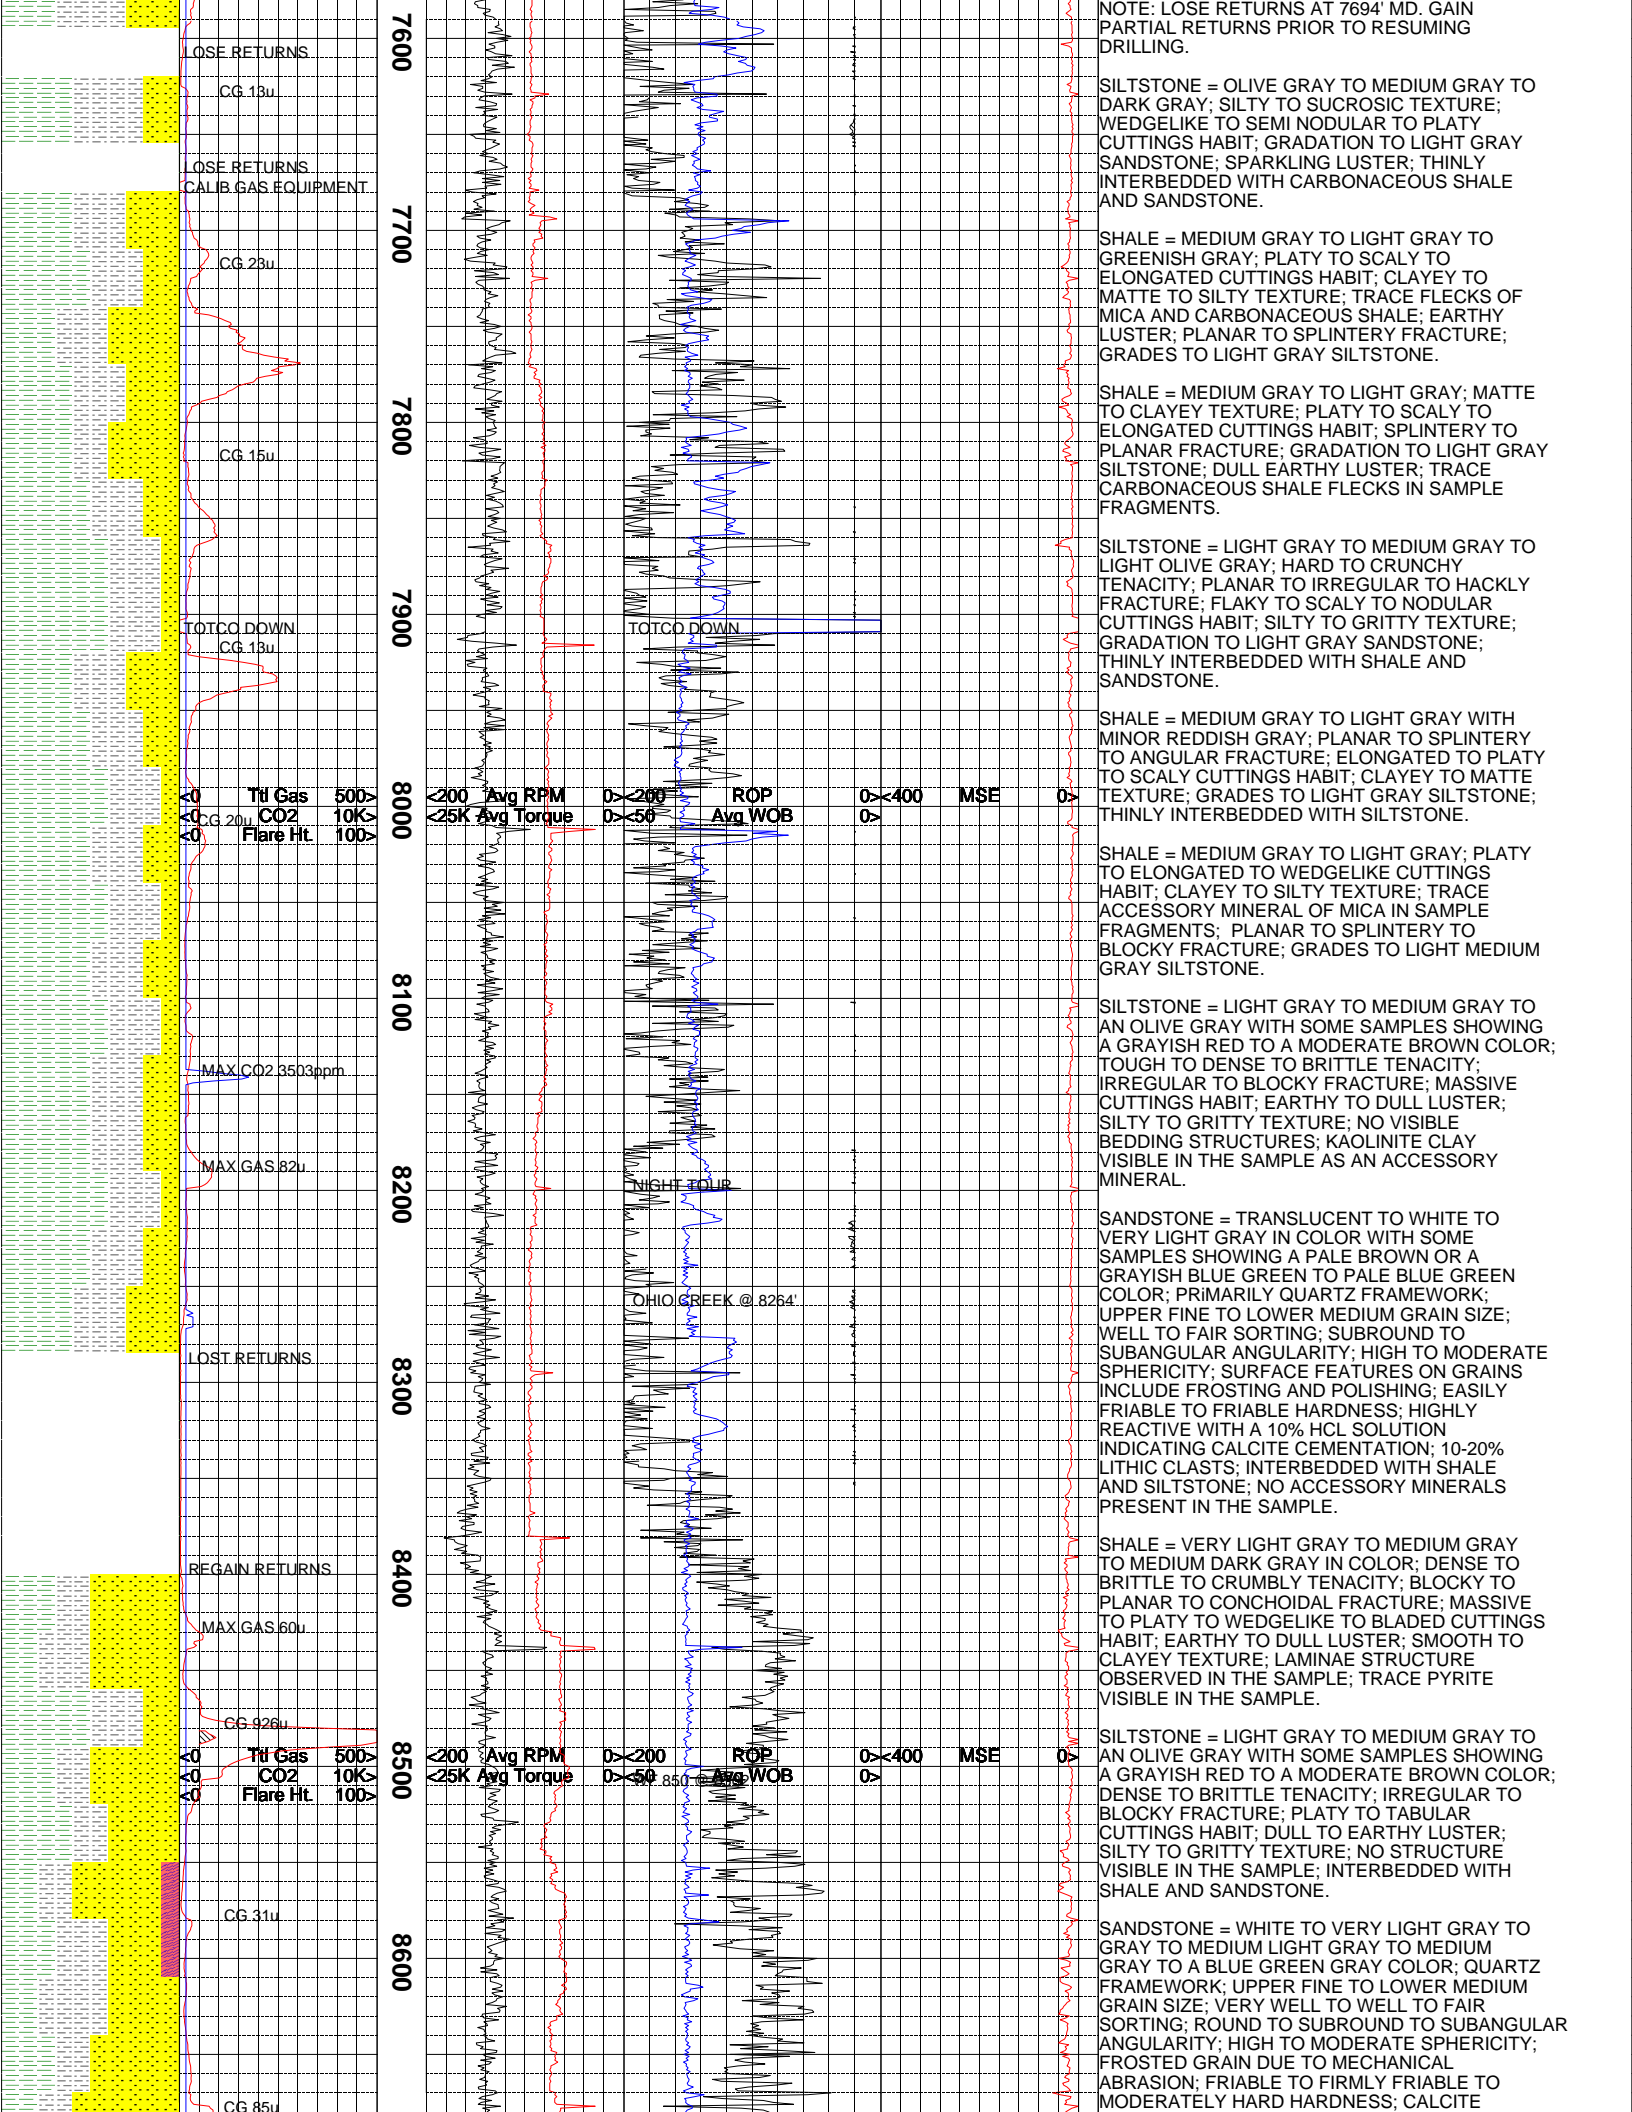 LOSE RETURNS
CG 13u
LOSE RETURNS
CALIB GAS EQUIPMENT
CG 23u
CG 15u
TOTCO DOWN
CG 13u
<0 Ttl Gas 500>
<0 CO2 10K>
CG 20u
<0 Flare Ht. 100>
MAX CO2 3503ppm
MAX GAS 82u
LOST RETURNS
REGAIN RETURNS
MAX GAS 60u
CG 926u
<0 Ttl Gas 500>
<0 CO2 10K>
<0 Flare Ht. 100>
CG 31u
CG 85u
7600
7700
7800
7900
8000
8100
8200
8300
8400
8500
8600
<200 Avg RPM 0>
<25K Avg Torque 0>
<200 Avg RPM 0>
<25K Avg Torque 0>
TOTCO DOWN
<200 ROP 0>
<50 Avg WOB 0>
NIGHT TOUR
OHIO CREEK @ 8264'
<200 ROP 0>
<50 Avg WOB 0>
850 @
<400 MSE 0>
<400 MSE 0>
NOTE: LOSE RETURNS AT 7694' MD. GAIN
PARTIAL RETURNS PRIOR TO RESUMING
DRILLING.
SILTSTONE = OLIVE GRAY TO MEDIUM GRAY TO
DARK GRAY; SILTY TO SUCROSIC TEXTURE;
WEDGELIKE TO SEMI NODULAR TO PLATY
CUTTINGS HABIT; GRADATION TO LIGHT GRAY
SANDSTONE; SPARKLING LUSTER; THINLY
INTERBEDDED WITH CARBONACEOUS SHALE
AND SANDSTONE.
SHALE = MEDIUM GRAY TO LIGHT GRAY TO
GREENISH GRAY; PLATY TO SCALY TO
ELONGATED CUTTINGS HABIT; CLAYEY TO
MATTE TO SILTY TEXTURE; TRACE FLECKS OF
MICA AND CARBONACEOUS SHALE; EARTHY
LUSTER; PLANAR TO SPLINTERY FRACTURE;
GRADES TO LIGHT GRAY SILTSTONE.
SHALE = MEDIUM GRAY TO LIGHT GRAY; MATTE
TO CLAYEY TEXTURE; PLATY TO SCALY TO
ELONGATED CUTTINGS HABIT; SPLINTERY TO
PLANAR FRACTURE; GRADATION TO LIGHT GRAY
SILTSTONE; DULL EARTHY LUSTER; TRACE
CARBONACEOUS SHALE FLECKS IN SAMPLE
FRAGMENTS.
SILTSTONE = LIGHT GRAY TO MEDIUM GRAY TO
LIGHT OLIVE GRAY; HARD TO CRUNCHY
TENACITY; PLANAR TO IRREGULAR TO HACKLY
FRACTURE; FLAKY TO SCALY TO NODULAR
CUTTINGS HABIT; SILTY TO GRITTY TEXTURE;
GRADATION TO LIGHT GRAY SANDSTONE;
THINLY INTERBEDDED WITH SHALE AND
SANDSTONE.
SHALE = MEDIUM GRAY TO LIGHT GRAY WITH
MINOR REDDISH GRAY; PLANAR TO SPLINTERY
TO ANGULAR FRACTURE; ELONGATED TO PLATY
TO SCALY CUTTINGS HABIT; CLAYEY TO MATTE
TEXTURE; GRADES TO LIGHT GRAY SILTSTONE;
THINLY INTERBEDDED WITH SILTSTONE.
SHALE = MEDIUM GRAY TO LIGHT GRAY; PLATY
TO ELONGATED TO WEDGELIKE CUTTINGS
HABIT; CLAYEY TO SILTY TEXTURE; TRACE
ACCESSORY MINERAL OF MICA IN SAMPLE
FRAGMENTS; PLANAR TO SPLINTERY TO
BLOCKY FRACTURE; GRADES TO LIGHT MEDIUM
GRAY SILTSTONE.
SILTSTONE = LIGHT GRAY TO MEDIUM GRAY TO
AN OLIVE GRAY WITH SOME SAMPLES SHOWING
A GRAYISH RED TO A MODERATE BROWN COLOR;
TOUGH TO DENSE TO BRITTLE TENACITY;
IRREGULAR TO BLOCKY FRACTURE; MASSIVE
CUTTINGS HABIT; EARTHY TO DULL LUSTER;
SILTY TO GRITTY TEXTURE; NO VISIBLE
BEDDING STRUCTURES; KAOLINITE CLAY
VISIBLE IN THE SAMPLE AS AN ACCESSORY
MINERAL.
SANDSTONE = TRANSLUCENT TO WHITE TO
VERY LIGHT GRAY IN COLOR WITH SOME
SAMPLES SHOWING A PALE BROWN OR A
GRAYISH BLUE GREEN TO PALE BLUE GREEN
COLOR; PRiMARILY QUARTZ FRAMEWORK;
UPPER FINE TO LOWER MEDIUM GRAIN SIZE;
WELL TO FAIR SORTING; SUBROUND TO
SUBANGULAR ANGULARITY; HIGH TO MODERATE
SPHERICITY; SURFACE FEATURES ON GRAINS
INCLUDE FROSTING AND POLISHING; EASILY
FRIABLE TO FRIABLE HARDNESS; HIGHLY
REACTIVE WITH A 10% HCL SOLUTION
INDICATING CALCITE CEMENTATION; 10-20%
LITHIC CLASTS; INTERBEDDED WITH SHALE
AND SILTSTONE; NO ACCESSORY MINERALS
PRESENT IN THE SAMPLE.
SHALE = VERY LIGHT GRAY TO MEDIUM GRAY
TO MEDIUM DARK GRAY IN COLOR; DENSE TO
BRITTLE TO CRUMBLY TENACITY; BLOCKY TO
PLANAR TO CONCHOIDAL FRACTURE; MASSIVE
TO PLATY TO WEDGELIKE TO BLADED CUTTINGS
HABIT; EARTHY TO DULL LUSTER; SMOOTH TO
CLAYEY TEXTURE; LAMINAE STRUCTURE
OBSERVED IN THE SAMPLE; TRACE PYRITE
VISIBLE IN THE SAMPLE.
SILTSTONE = LIGHT GRAY TO MEDIUM GRAY TO
AN OLIVE GRAY WITH SOME SAMPLES SHOWING
A GRAYISH RED TO A MODERATE BROWN COLOR;
DENSE TO BRITTLE TENACITY; IRREGULAR TO
BLOCKY FRACTURE; PLATY TO TABULAR
CUTTINGS HABIT; DULL TO EARTHY LUSTER;
SILTY TO GRITTY TEXTURE; NO STRUCTURE
VISIBLE IN THE SAMPLE; INTERBEDDED WITH
SHALE AND SANDSTONE.
SANDSTONE = WHITE TO VERY LIGHT GRAY TO
GRAY TO MEDIUM LIGHT GRAY TO MEDIUM
GRAY TO A BLUE GREEN GRAY COLOR; QUARTZ
FRAMEWORK; UPPER FINE TO LOWER MEDIUM
GRAIN SIZE; VERY WELL TO WELL TO FAIR
SORTING; ROUND TO SUBROUND TO SUBANGULAR
ANGULARITY; HIGH TO MODERATE SPHERICITY;
FROSTED GRAIN DUE TO MECHANICAL
ABRASION; FRIABLE TO FIRMLY FRIABLE TO
MODERATELY HARD HARDNESS; CALCITE